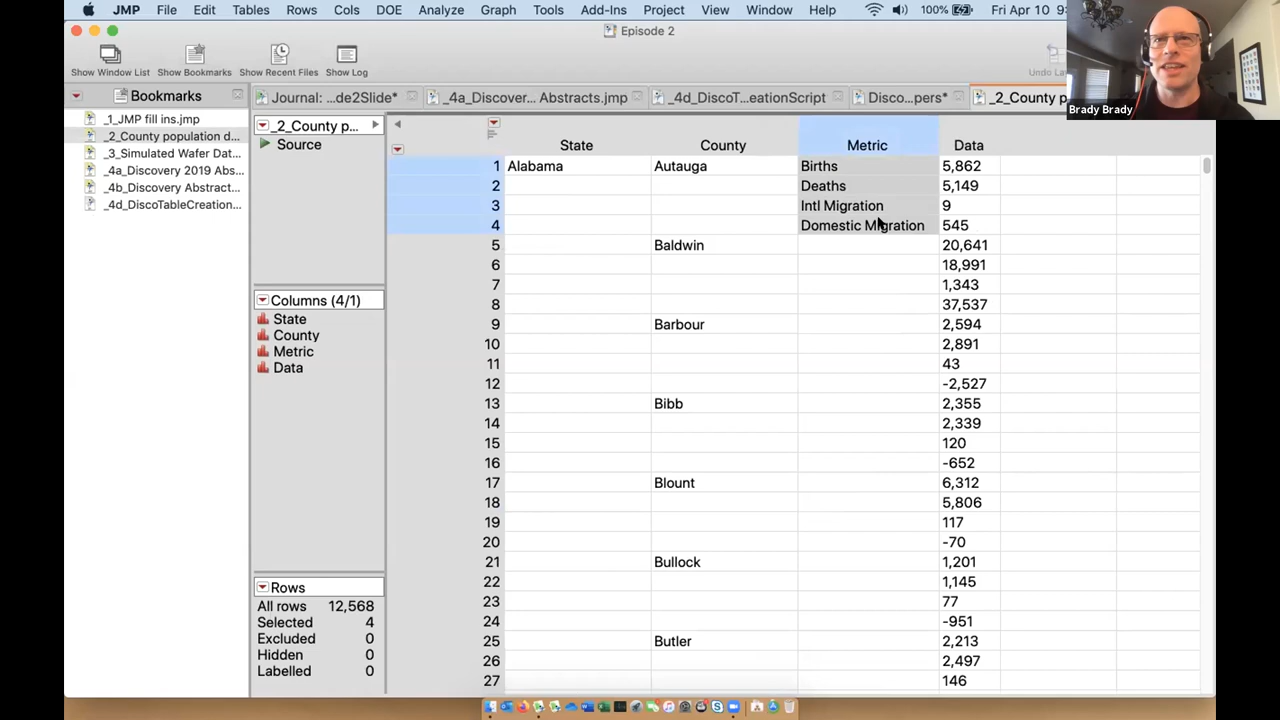 JMP File Edit Tables Rows Cols DOE Analyze Graph Tools Add-Ins Project View Window Help 100% Fri Apr 10 9:
Episode 2
Show Window List Show Bookmarks Show Recent Files Show Log Undo La
Brady Brady
Bookmarks
_1_JMP fill ins.jmp
_2_County population d...
_3_Simulated Wafer Dat...
_4a_Discovery 2019 Abs...
_4b_Discovery Abstract...
_4d_DiscoTableCreation...
Journal: ...de2Slide* _4a_Discover... Abstracts.jmp _4d_DiscoT...eationScript Disco...pers* _2_County p
_2_County p...
Source
Columns (4/1)
State
County
Metric
Data
Rows
All rows 12,568
Selected 4
Excluded 0
Hidden 0
Labelled 0
State County Metric Data
1 Alabama Autauga Births 5,862
2 Deaths 5,149
3 Intl Migration 9
4 Domestic Migration 545
5 Baldwin 20,641
6 18,991
7 1,343
8 37,537
9 Barbour 2,594
10 2,891
11 43
12 -2,527
13 Bibb 2,355
14 2,339
15 120
16 -652
17 Blount 6,312
18 5,806
19 117
20 -70
21 Bullock 1,201
22 1,145
23 77
24 -951
25 Butler 2,213
26 2,497
27 146